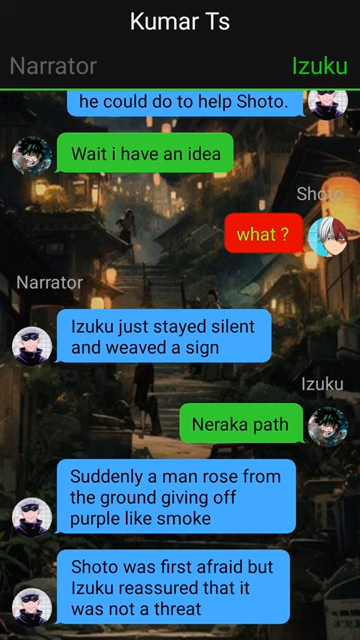 Kumar Ts
Narrator
Izuku
he could do to help Shoto.
Wait i have an idea
Shoto
what ?
Narrator
Izuku just stayed silent
and weaved a sign
Izuku
Neraka path
Suddenly a man rose from
the ground giving off
purple like smoke
Shoto was first afraid but
Izuku reassured that it
was not a threat